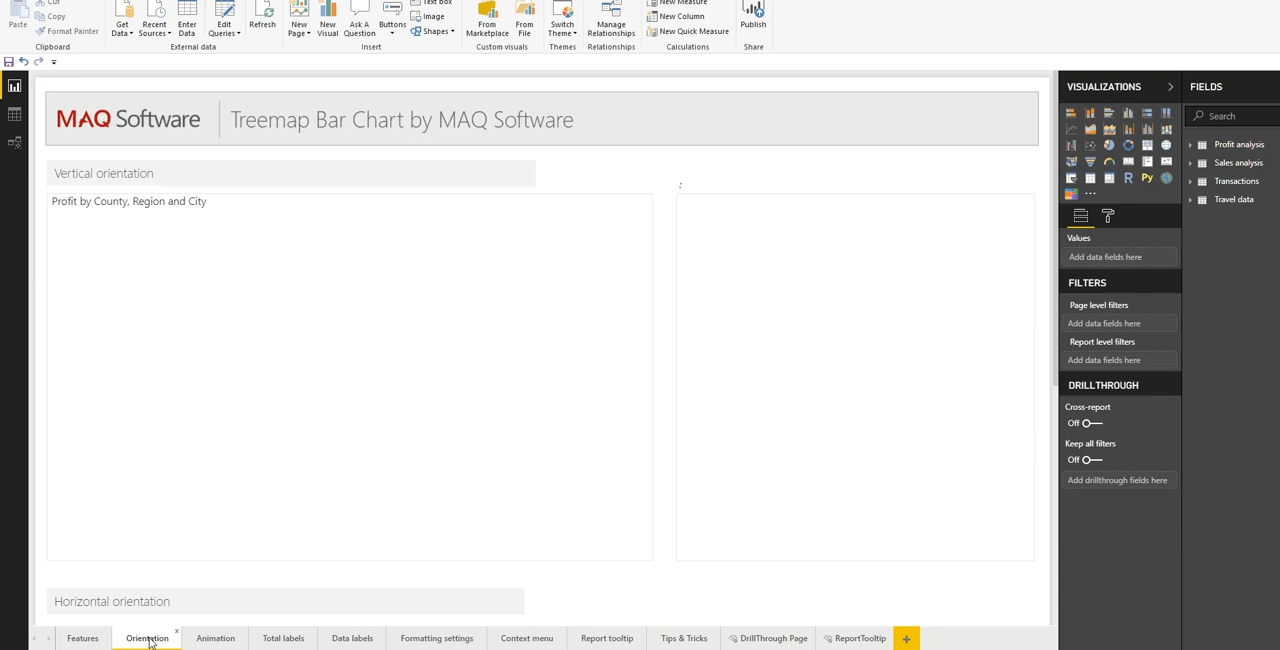 Paste
Cut
Copy
Format Painter
Clipboard
Get
Data
Recent
Sources
Enter
Data
Edit
Queries
Refresh
External data
New
Page
New
Visual
Ask A
Question
Buttons
Text box
Image
Shapes
Insert
From
Marketplace
From
File
Custom visuals
Switch
Theme
Themes
Manage
Relationships
Relationships
New Measure
New Column
New Quick Measure
Calculations
Publish
Share
MAQ Software
Treemap Bar Chart by MAQ Software
Vertical orientation
:
Profit by County, Region and City
Horizontal orientation
VISUALIZATIONS
R
Py
Values
Add data fields here
FILTERS
Page level filters
Add data fields here
Report level filters
Add data fields here
DRILLTHROUGH
Cross-report
Off
Keep all filters
Off
Add drillthrough fields here
FIELDS
Search
Profit analysis
Sales analysis
Transactions
Travel data
Features
Orientation
Animation
Total labels
Data labels
Formatting settings
Context menu
Report tooltip
Tips & Tricks
DrillThrough Page
ReportTooltip